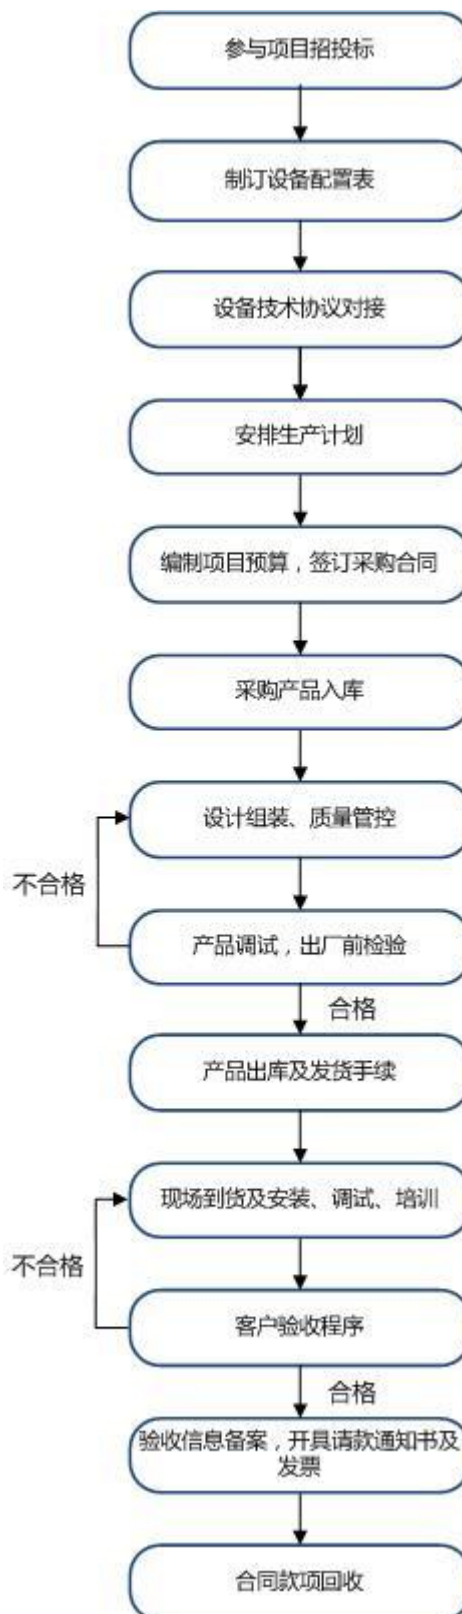 参与项目招投标
制订设备配置表
设备技术协议对接
安排生产计划
编制项目预算，签订采购合同
采购产品入库
设计组装、质量管控
不合格
产品调试，出厂前检验
合格
产品出库及发货手续
现场到货及安装、调试、培训
不合格
客户验收程序
合格
验收信息备案，开具请款通知书及
发票
合同款项回收